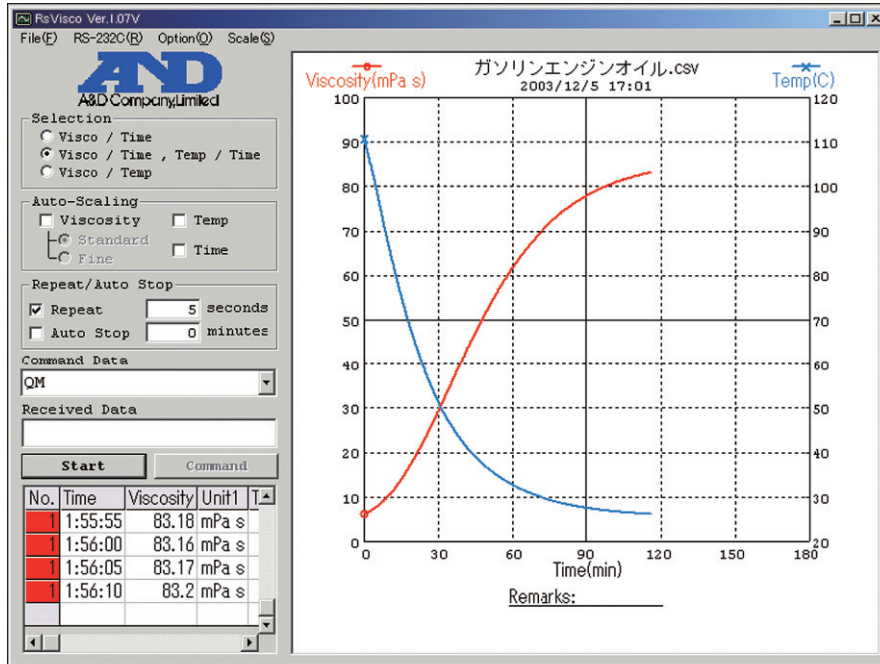 RsVisco Ver.1.07V
File(F) RS-232C(R) Option(O) Scale(S)
AND
A&D Company,Limited
Selection
Visco / Time
Visco / Time , Temp / Time
Visco / Temp
Auto-Scaling
Viscosity Temp
Standard
Time
Fine
Repeat/Auto Stop
Repeat 5 seconds
Auto Stop 0 minutes
Command Data
QM
Received Data
Start Command
No. Time Viscosity Unit1 T
1 1:55:55 83.18 mPa s
1 1:56:00 83.16 mPa s
1 1:56:05 83.17 mPa s
1 1:56:10 83.2 mPa s
ガソリンエンジンオイル.csv
Viscosity(mPa s) 2003/12/5 17:01 Temp(C)
100 120
90 110
80 100
70 90
60 80
50 70
40 60
30 50
20 40
10 30
0 20
0 30 60 90 120 150 180
Time(min)
Remarks: